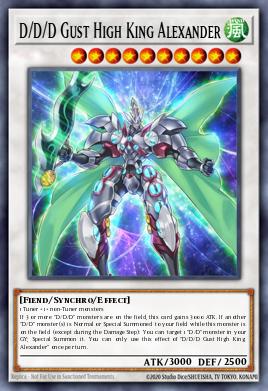 D/D/D Gust High King Alexander
WIND
風
[Fiend/Synchro/Effect]
1 Tuner +1+ non-Tuner monsters
If 3 or more "D/D/D" monsters are on the field, this card gains 3000 ATK. If another
"D/D" monster(s) is Normal or Special Summoned to your field while this monster is
on the field (except during the Damage Step): You can target 1 "D/D" monster in your
GY; Special Summon it. You can only use this effect of "D/D/D Gust High King
Alexander" once per turn.
ATK/3000 DEF/2500
Replica - Not For Use in Sanctioned Tournaments
©2020 Studio Dice/SHUEISHA, TV TOKYO, KONAMI